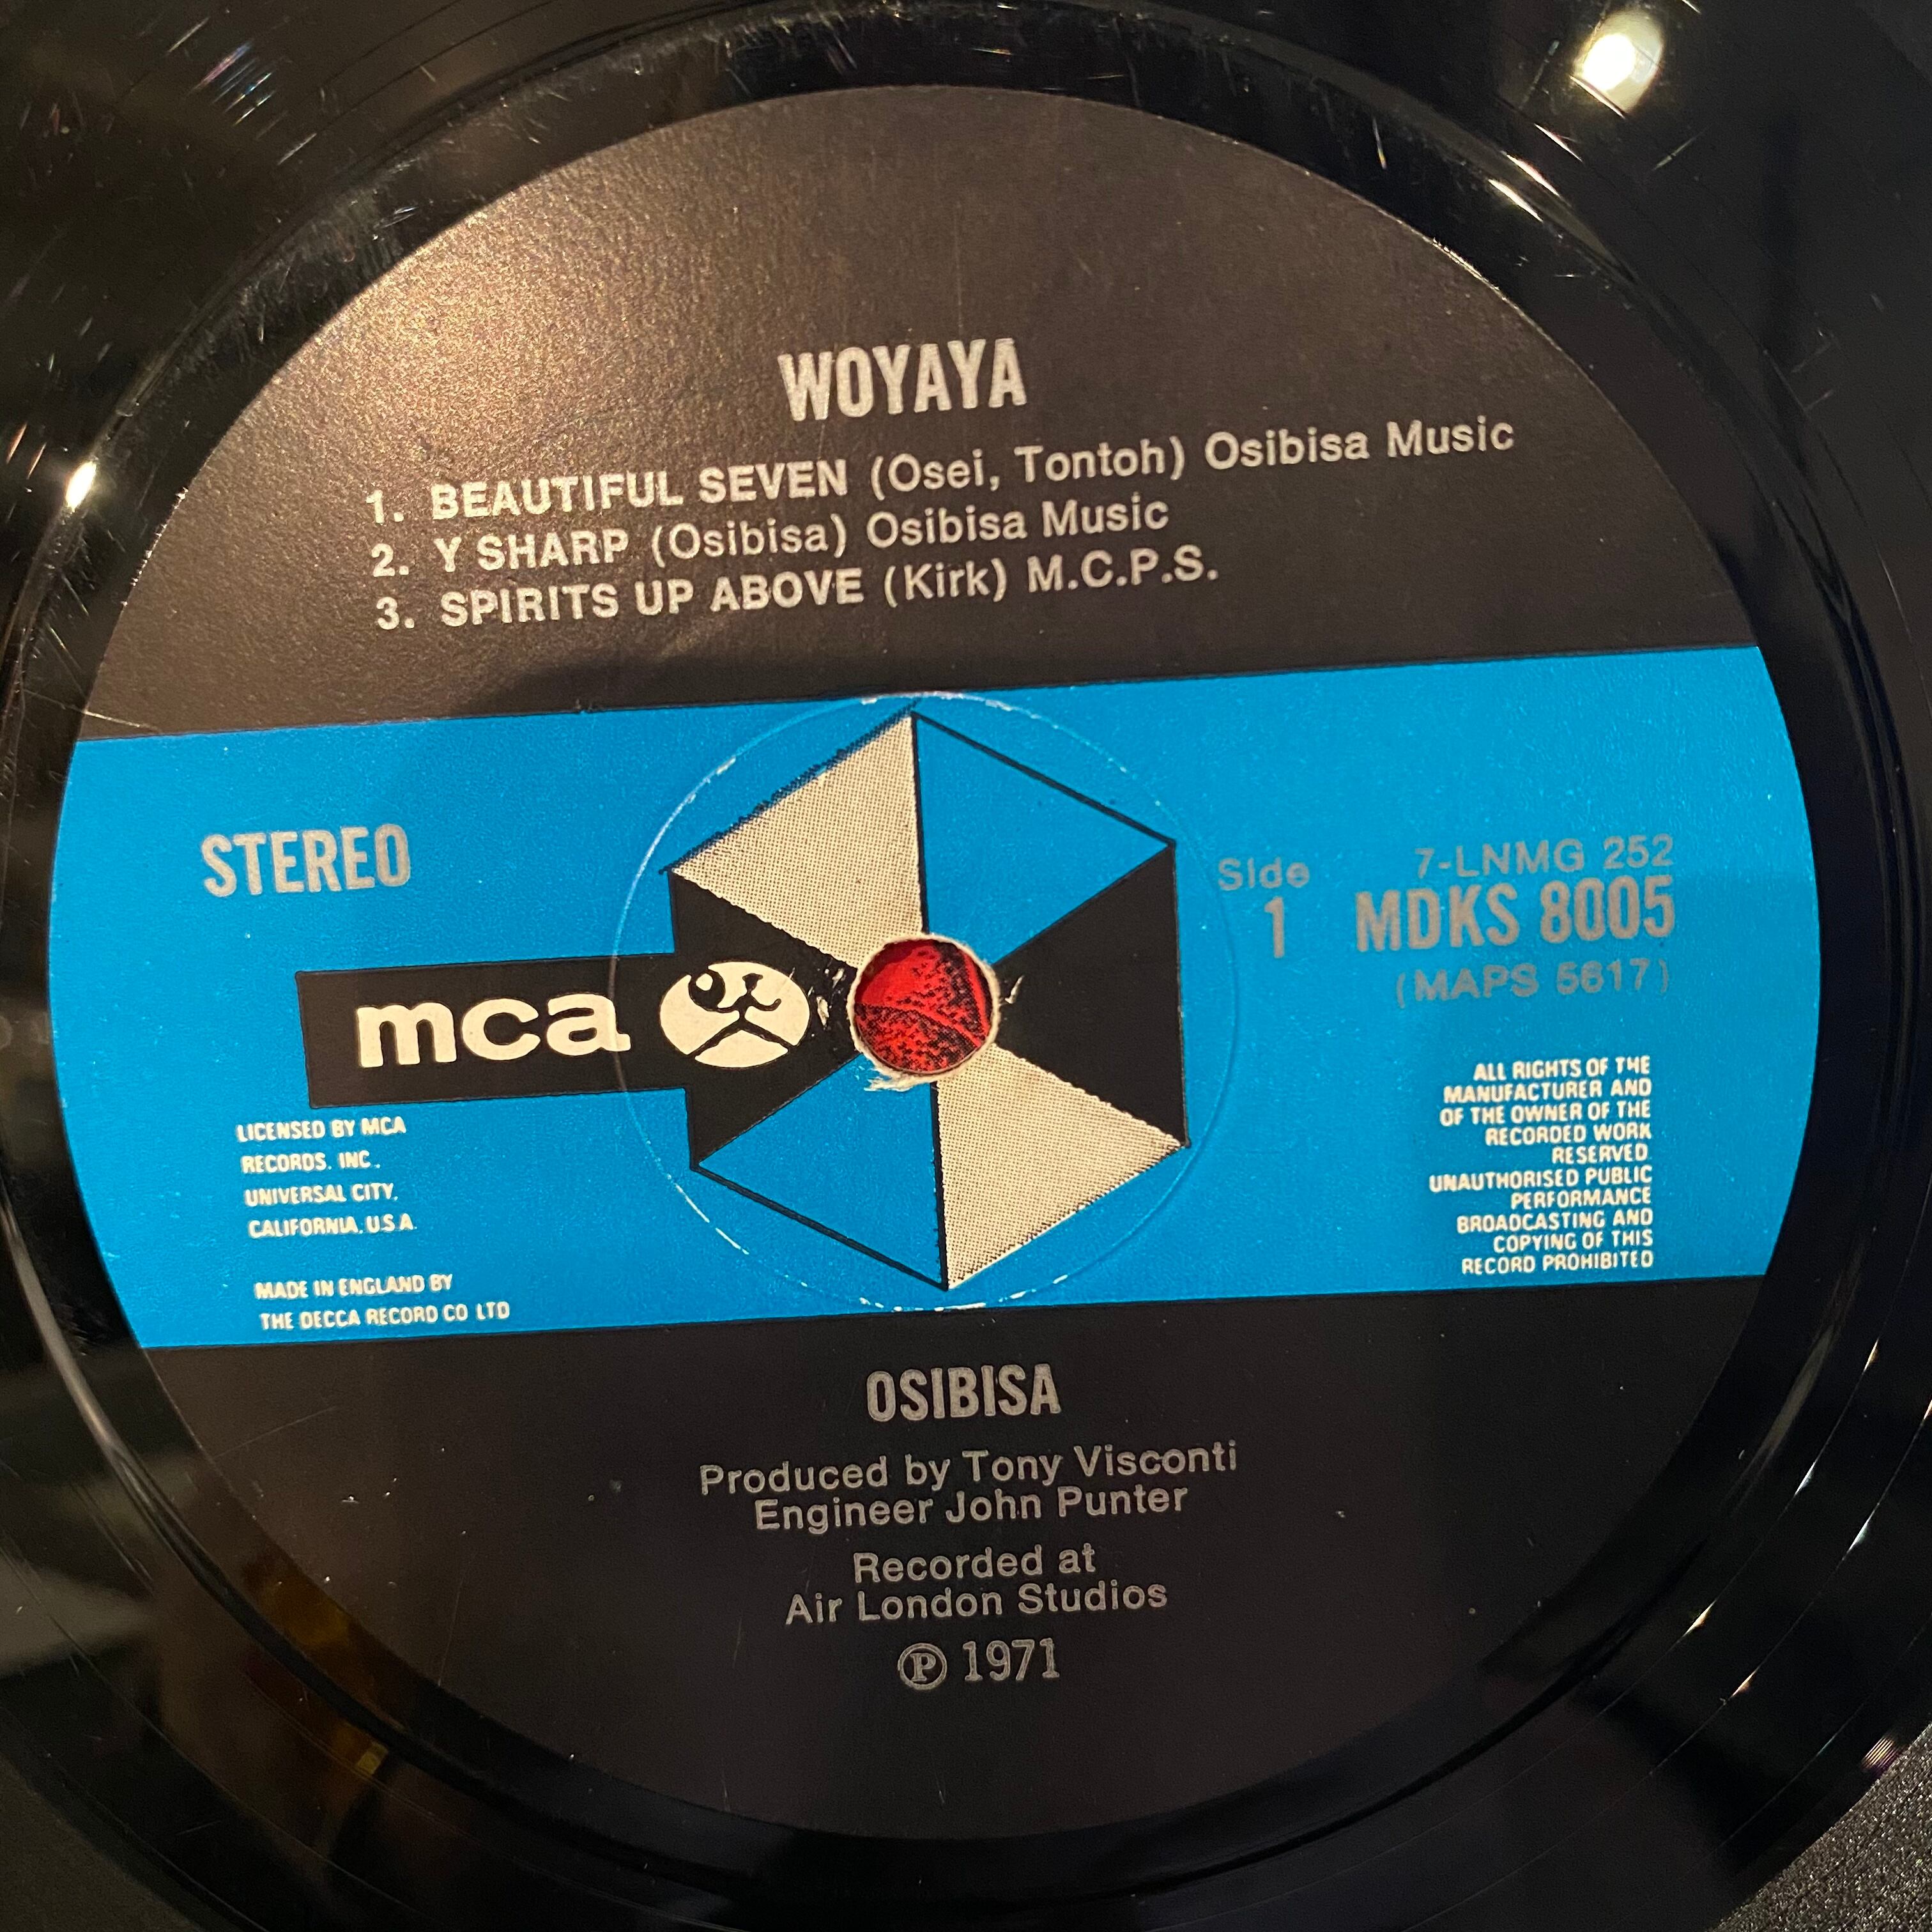 WOYAYA
1. BEAUTIFUL SEVEN (Osei, Tontoh) Osibisa Music
2. Y SHARP (Osibisa) Osibisa Music
3. SPIRITS UP ABOVE (Kirk) M.C.P.S.
STEREO
Side
1
7-LNMG 252
MDKS 8005
(MAPS 5617)
mca
LICENSED BY MCA
RECORDS, INC.,
UNIVERSAL CITY,
CALIFORNIA, U.S.A.
MADE IN ENGLAND BY
THE DECCA RECORD CO LTD
ALL RIGHTS OF THE
MANUFACTURER AND
OF THE OWNER OF THE
RECORDED WORK
RESERVED.
UNAUTHORISED PUBLIC
PERFORMANCE
BROADCASTING AND
COPYING OF THIS
RECORD PROHIBITED
OSIBISA
Produced by Tony Visconti
Engineer John Punter
Recorded at
Air London Studios
℗ 1971